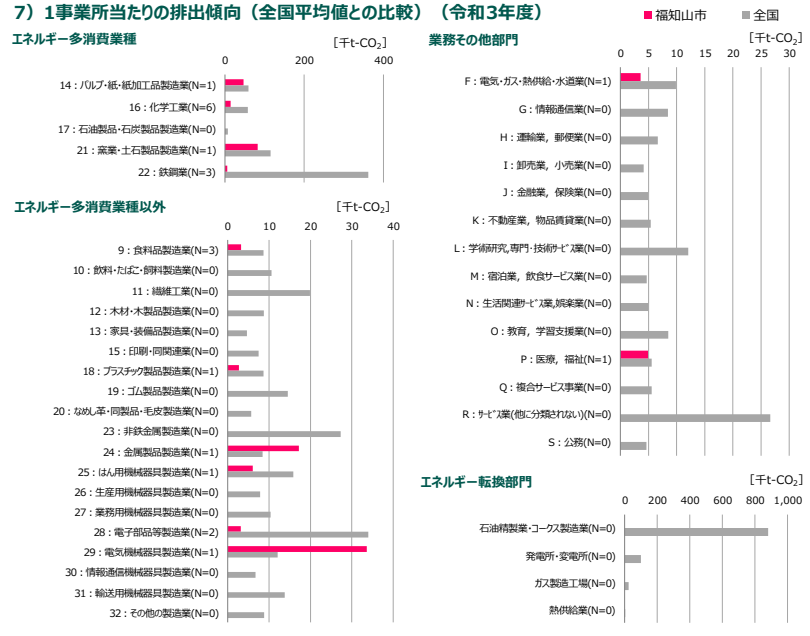 7）1事業所当たりの排出傾向（全国平均値との比較）（令和3年度）
福知山市 全国
エネルギー多消費業種
[千t-CO₂]
0 200 400
14：パルプ・紙・紙加工品製造業(N=1)
16：化学工業(N=6)
17：石油製品・石炭製品製造業(N=0)
21：窯業・土石製品製造業(N=1)
22：鉄鋼業(N=3)
エネルギー多消費業種以外
[千t-CO₂]
0 10 20 30 40
9：食料品製造業(N=3)
10：飲料・たばこ・飼料製造業(N=0)
11：繊維工業(N=0)
12：木材・木製品製造業(N=0)
13：家具・装備品製造業(N=0)
15：印刷・同関連業(N=0)
18：プラスチック製品製造業(N=1)
19：ゴム製品製造業(N=0)
20：なめし革・同製品・毛皮製造業(N=0)
23：非鉄金属製造業(N=0)
24：金属製品製造業(N=1)
25：はん用機械器具製造業(N=1)
26：生産用機械器具製造業(N=0)
27：業務用機械器具製造業(N=0)
28：電子部品等製造業(N=2)
29：電気機械器具製造業(N=1)
30：情報通信機械器具製造業(N=0)
31：輸送用機械器具製造業(N=0)
32：その他の製造業(N=0)
業務その他部門
[千t-CO₂]
0 5 10 15 20 25 30
F：電気・ガス・熱供給・水道業(N=1)
G：情報通信業(N=0)
H：運輸業，郵便業(N=0)
I：卸売業，小売業(N=0)
J：金融業，保険業(N=0)
K：不動産業，物品賃貸業(N=0)
L：学術研究,専門・技術サービス業(N=0)
M：宿泊業，飲食サービス業(N=0)
N：生活関連サービス業,娯楽業(N=0)
O：教育，学習支援業(N=0)
P：医療，福祉(N=1)
Q：複合サービス事業(N=0)
R：サービス業(他に分類されない)(N=0)
S：公務(N=0)
エネルギー転換部門
[千t-CO₂]
0 200 400 600 800 1,000
石油精製業・コークス製造業(N=0)
発電所・変電所(N=0)
ガス製造工場(N=0)
熱供給業(N=0)